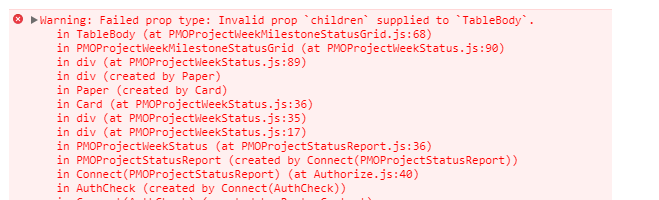 Warning: Failed prop type: Invalid prop `children` supplied to `TableBody`.
in TableBody (at PMOProjectWeekMilestoneStatusGrid.js:68)
in PMOProjectWeekMilestoneStatusGrid (at PMOProjectWeekStatus.js:90)
in div (at PMOProjectWeekStatus.js:89)
in div (created by Paper)
in Paper (created by Card)
in Card (at PMOProjectWeekStatus.js:36)
in div (at PMOProjectWeekStatus.js:35)
in div (at PMOProjectWeekStatus.js:17)
in PMOProjectWeekStatus (at PMOProjectStatusReport.js:36)
in PMOProjectStatusReport (created by Connect(PMOProjectStatusReport))
in Connect(PMOProjectStatusReport) (at Authorize.js:40)
in AuthCheck (created by Connect(AuthCheck))